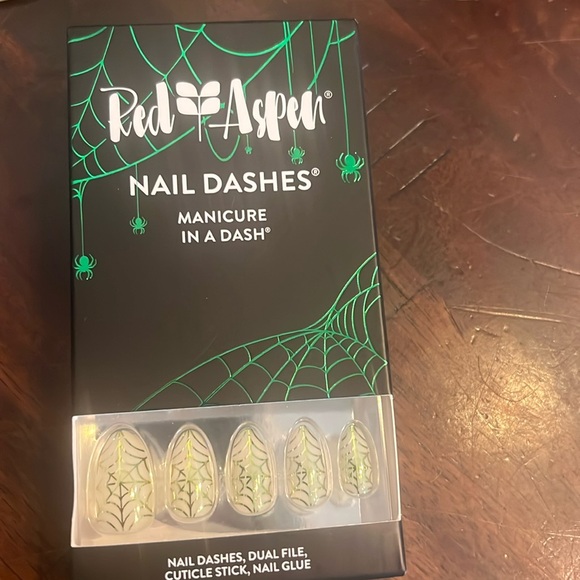 Red Aspen®
NAIL DASHES®
MANICURE
IN A DASH®
NAIL DASHES, DUAL FILE,
CUTICLE STICK, NAIL GLUE